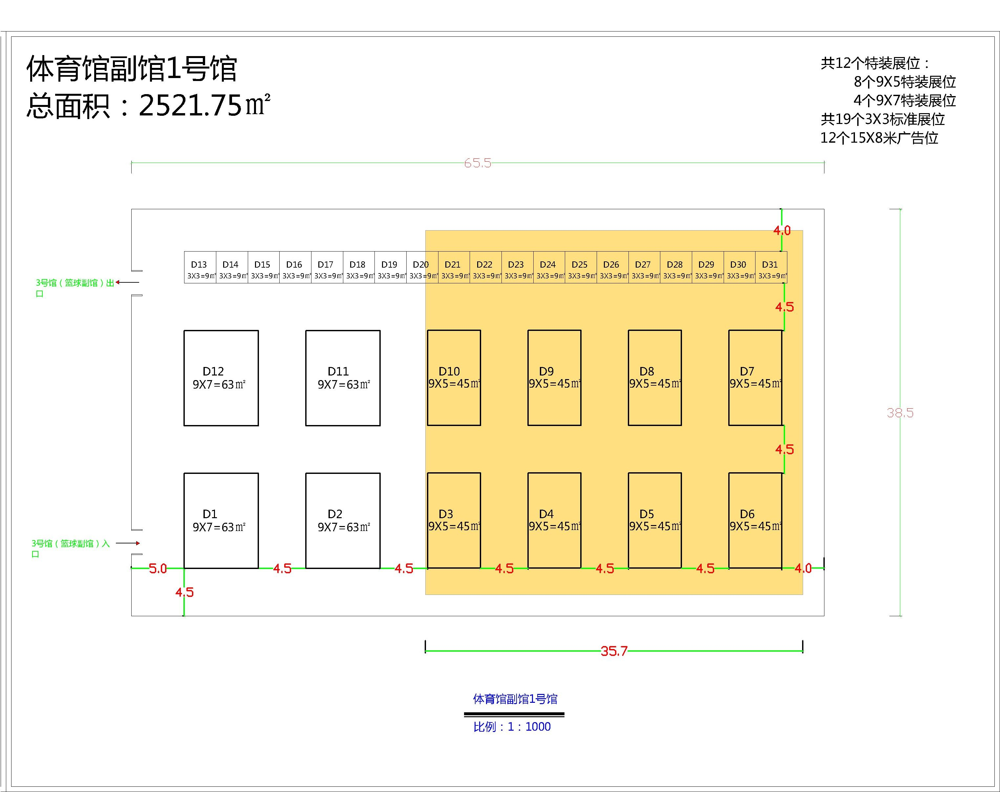 体育馆副馆1号馆
总面积：2521.75㎡
共12个特装展位：
8个9X5特装展位
4个9X7特装展位
共19个3X3标准展位
12个15X8米广告位
65.5
4.0
D13 D14 D15 D16 D17 D18 D19 D20 D21 D22 D23 D24 D25 D26 D27 D28 D29 D30 D31
3X3=9㎡ 3X3=9㎡ 3X3=9㎡ 3X3=9㎡ 3X3=9㎡ 3X3=9㎡ 3X3=9㎡ 3X3=9㎡ 3X3=9㎡ 3X3=9㎡ 3X3=9㎡ 3X3=9㎡ 3X3=9㎡ 3X3=9㎡ 3X3=9㎡ 3X3=9㎡ 3X3=9㎡ 3X3=9㎡ 3X3=9㎡
3号馆（篮球副馆）出
口
4.5
D12 D11 D10 D9 D8 D7
9X7=63㎡ 9X7=63㎡ 9X5=45㎡ 9X5=45㎡ 9X5=45㎡ 9X5=45㎡
38.5
4.5
D1 D2 D3 D4 D5 D6
9X7=63㎡ 9X7=63㎡ 9X5=45㎡ 9X5=45㎡ 9X5=45㎡ 9X5=45㎡
3号馆（篮球副馆）入
口
5.0 4.5 4.5 4.5 4.5 4.5 4.0
4.5
35.7
体育馆副馆1号馆
比例：1：1000